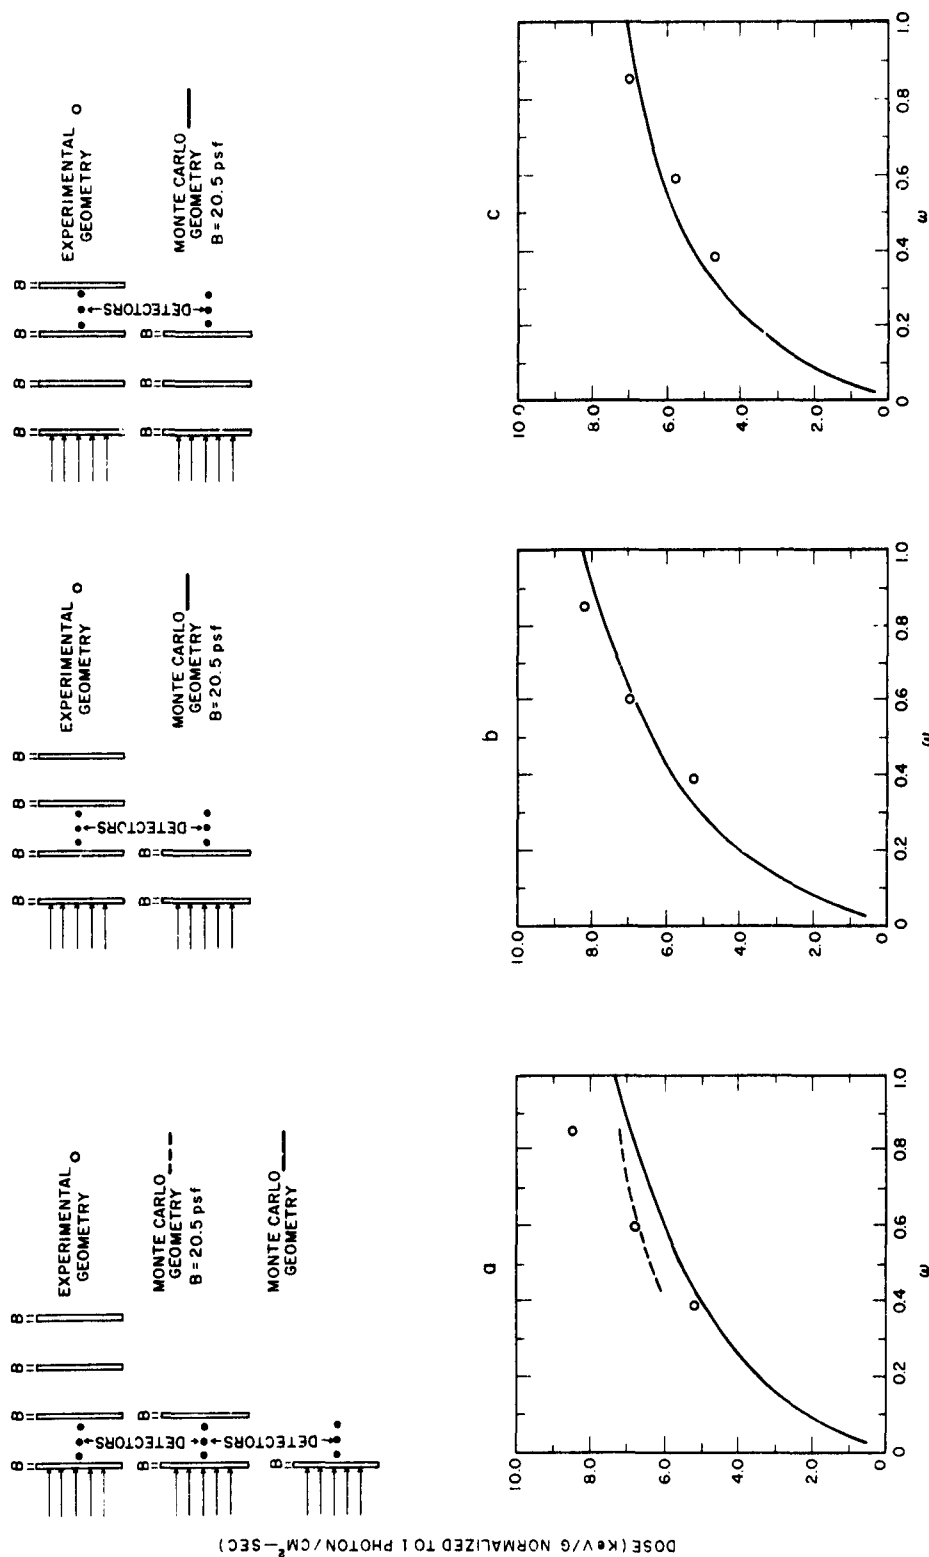 B
B
B
B
DETECTORS
EXPERIMENTAL
GEOMETRY
B
B
DETECTORS
MONTE CARLO
GEOMETRY
B = 20.5 psf
B
MONTE CARLO
GEOMETRY
a
10.0
8.0
6.0
4.0
2.0
0
0
0.2
0.4
0.6
0.8
1.0
ω
DOSE (KeV/G NORMALIZED TO 1 PHOTON/CM²—SEC)
B
B
B
B
DETECTORS
EXPERIMENTAL
GEOMETRY
B
B
MONTE CARLO
GEOMETRY
B = 20.5 psf
b
10.0
8.0
6.0
4.0
2.0
0
0
0.2
0.4
0.6
0.8
1.0
ω
B
B
B
B
DETECTORS
EXPERIMENTAL
GEOMETRY
B
B
B
MONTE CARLO
GEOMETRY
B = 20.5 psf
c
10.0
8.0
6.0
4.0
2.0
0
0
0.2
0.4
0.6
0.8
1.0
ω